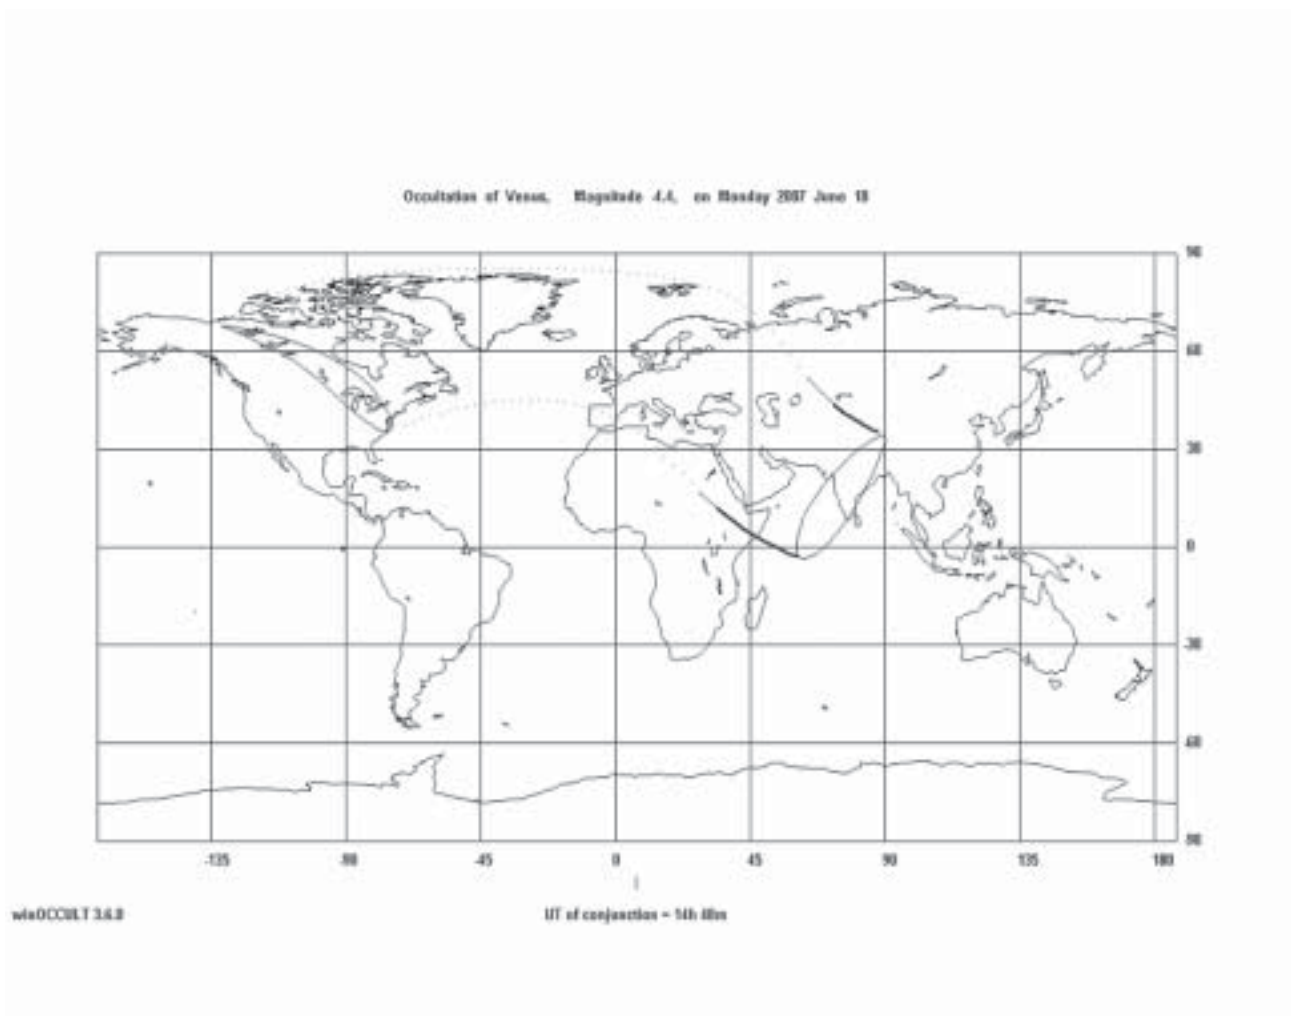 Occultation of Venus, Magnitude -4.4, on Monday 2007 June 18
90
60
30
0
-30
-60
-90
-135 -90 -45 0 45 90 135 180
winOCCULT 3.6.0
UT of conjunction = 14h